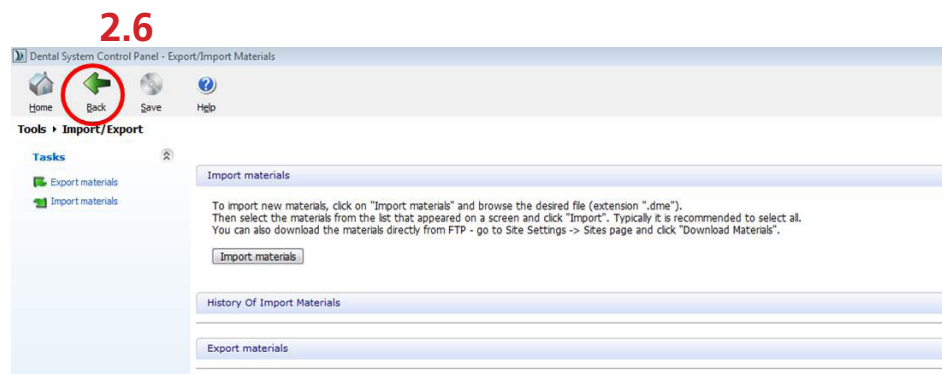 2.6
Dental System Control Panel - Export/Import Materials
Home Back Save Help
Tools ▸ Import/Export
Tasks
Export materials
Import materials
Import materials
To import new materials, click on "Import materials" and browse the desired file (extension ".dme").
Then select the materials from the list that appeared on a screen and click "Import". Typically it is recommended to select all.
You can also download the materials directly from FTP - go to Site Settings -> Sites page and click "Download Materials".
Import materials
History Of Import Materials
Export materials